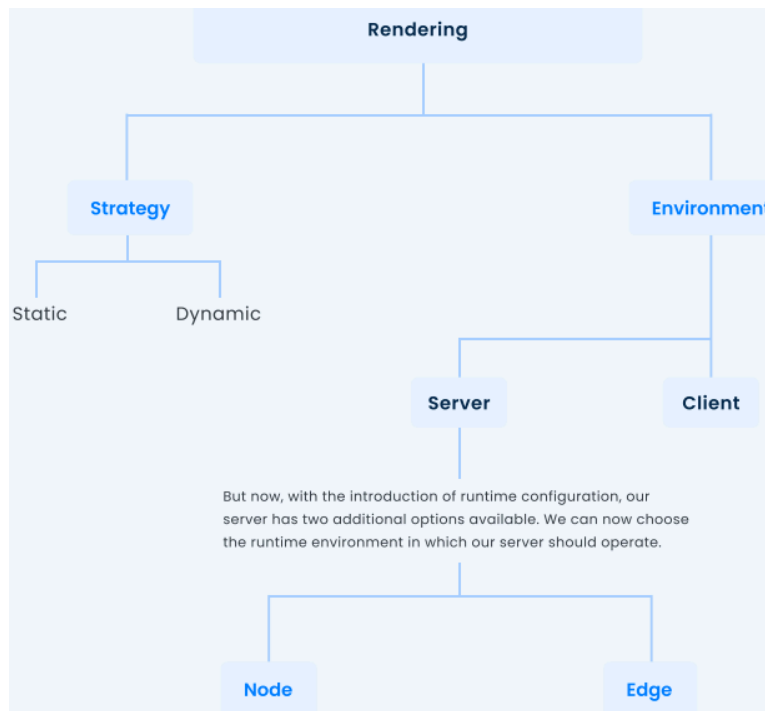 Rendering
Strategy
Environment
Static
Dynamic
Server
Client
But now, with the introduction of runtime configuration, our
server has two additional options available. We can now choose
the runtime environment in which our server should operate.
Node
Edge